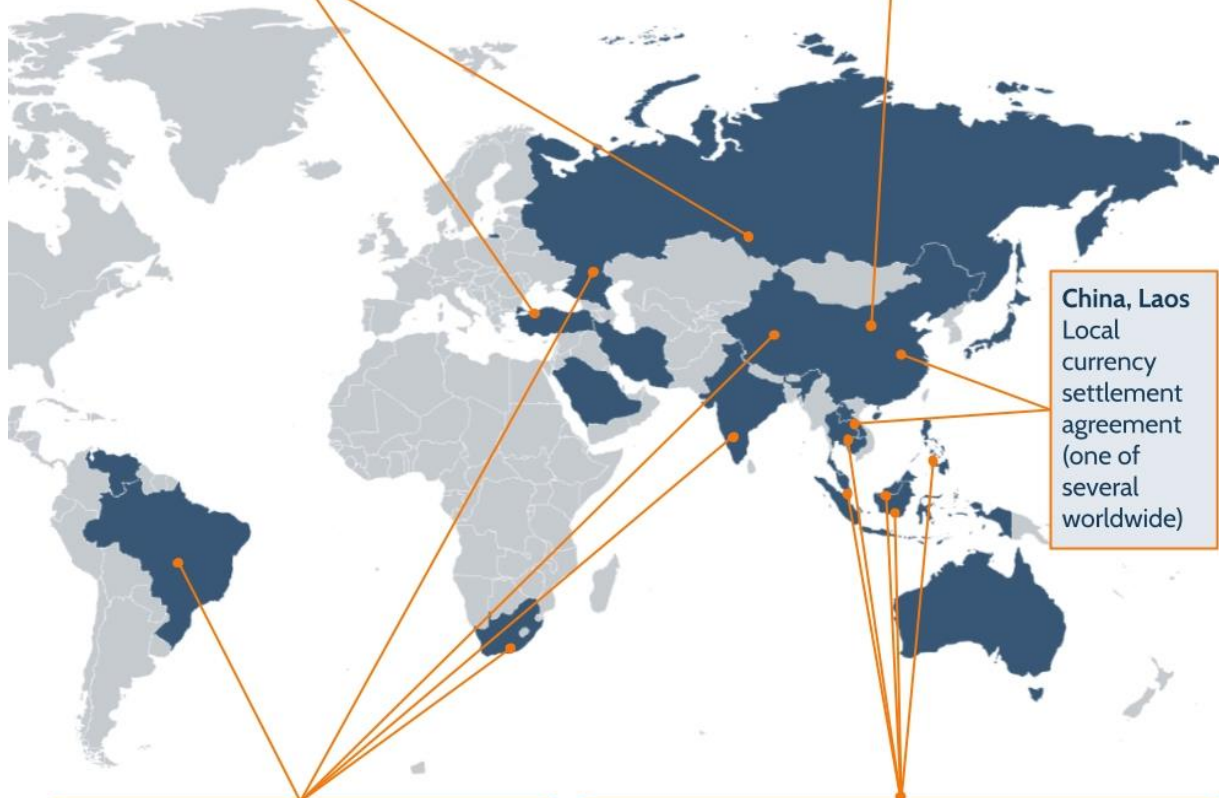 China, Laos
Local
currency
settlement
agreement
(one of
several
worldwide)